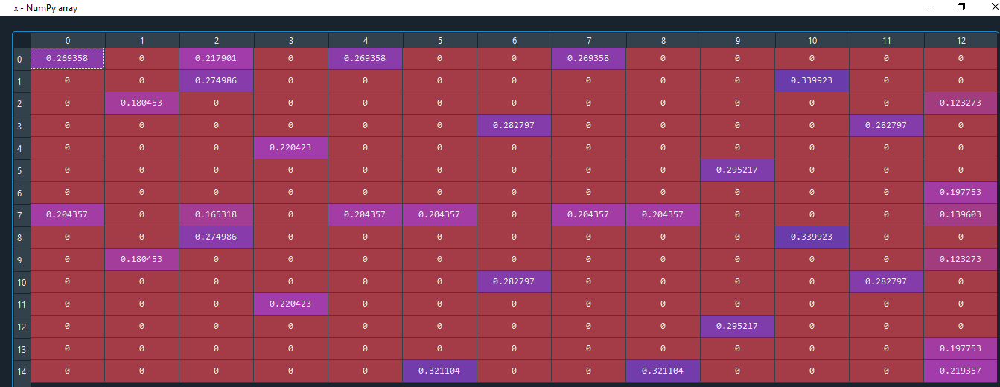 x - NumPy array
0 1 2 3 4 5 6 7 8 9 10 11 12
0 0.269358 0 0.217901 0 0.269358 0 0 0.269358 0 0 0 0 0
1 0 0 0.274986 0 0 0 0 0 0 0 0.339923 0 0
2 0 0.180453 0 0 0 0 0 0 0 0 0 0 0.123273
3 0 0 0 0 0 0 0.282797 0 0 0 0 0.282797 0
4 0 0 0 0.220423 0 0 0 0 0 0 0 0 0
5 0 0 0 0 0 0 0 0 0 0.295217 0 0 0
6 0 0 0 0 0 0 0 0 0 0 0 0 0.197753
7 0.204357 0 0.165318 0 0.204357 0.204357 0 0.204357 0.204357 0 0 0 0.139603
8 0 0 0.274986 0 0 0 0 0 0 0 0.339923 0 0
9 0 0.180453 0 0 0 0 0 0 0 0 0 0 0.123273
10 0 0 0 0 0 0 0.282797 0 0 0 0 0.282797 0
11 0 0 0 0.220423 0 0 0 0 0 0 0 0 0
12 0 0 0 0 0 0 0 0 0 0.295217 0 0 0
13 0 0 0 0 0 0 0 0 0 0 0 0 0.197753
14 0 0 0 0 0 0.321104 0 0 0.321104 0 0 0 0.219357